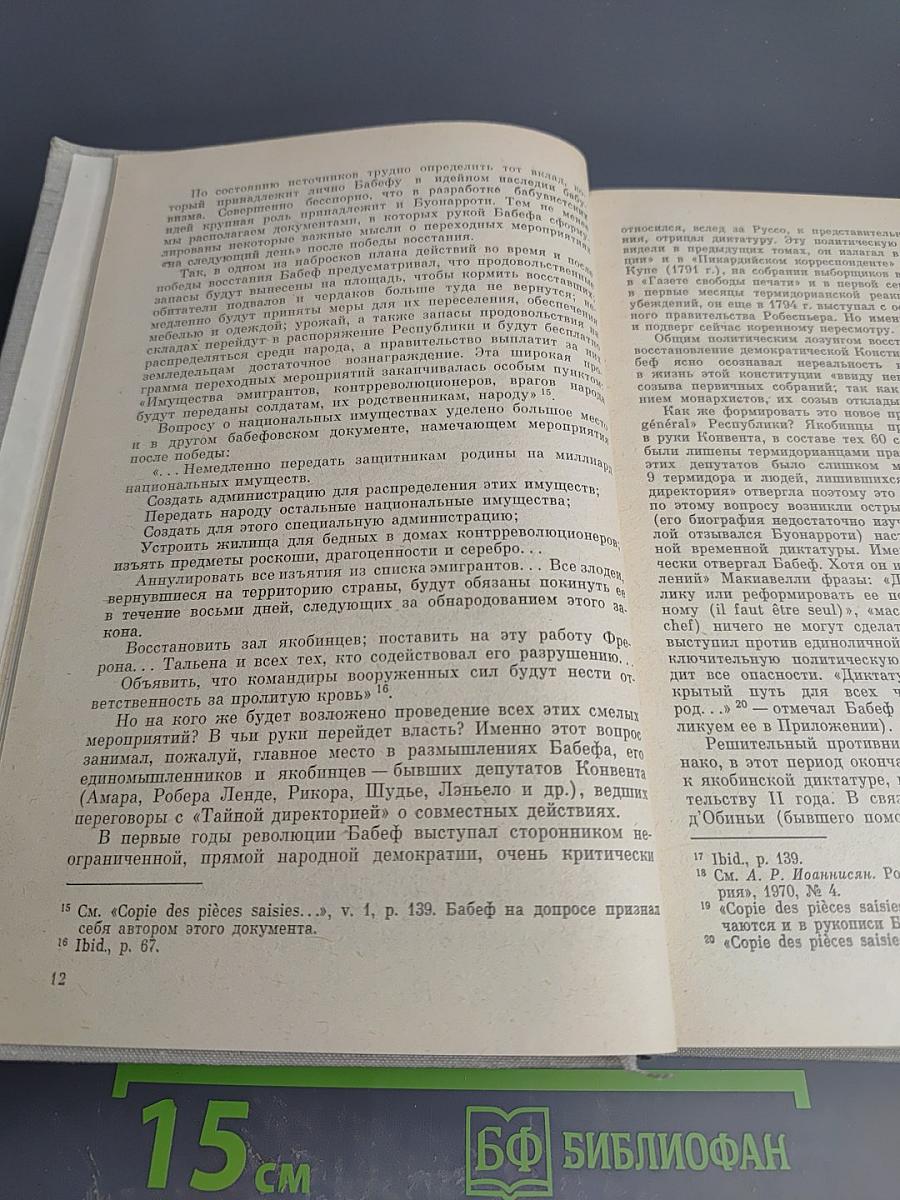 По состоянию источников трудно определить тот вклад, ко-
торый принадлежит лично Бабефу в идейном наследии бабу-
визма. Совершенно бесспорно, что в разработке бабувистских
идей крупная роль принадлежит и Буонарроти. Тем не менее
мы располагаем документами, в которых рукой Бабефа сформу-
лированы некоторые важные мысли о переходных мероприятиях
«на следующий день» после победы восстания.
Так, в одном из набросков плана действий во время и после
победы восстания Бабеф предусматривал, что продовольственные
запасы будут вынесены на площадь, чтобы кормить восставших;
обитатели подвалов и чердаков больше туда не вернутся; не-
медленно будут приняты меры для их переселения, обеспечения
мебелью и одеждой; урожай, а также запасы продовольствия на
складах перейдут в распоряжение Республики и будут бесплатно
распределяться среди народа, а правительство выплатит за них
земледельцам достаточное вознаграждение. Эта широкая про-
грамма переходных мероприятий заканчивалась особым пунктом:
«Имущества эмигрантов, контрреволюционеров, врагов народа
будут переданы солдатам, их родственникам, народу» 15.
Вопросу о национальных имуществах уделено большое место
и в другом бабефовском документе, намечающем мероприятия
после победы:
«. . . Немедленно передать защитникам родины на миллиард
национальных имуществ.
Создать администрацию для распределения этих имуществ;
Передать народу остальные национальные имущества;
Создать для этого специальную администрацию;
Устроить жилища для бедных в домах контрреволюционеров;
изъять предметы роскоши, драгоценности и серебро. . .
Аннулировать все изъятия из списка эмигрантов. . . Все злодеи,
вернувшиеся на территорию страны, будут обязаны покинуть ее
в течение восьми дней, следующих за обнародованием этого за-
кона.
Восстановить зал якобинцев; поставить на эту работу Фре-
рона. . . Тальена и всех тех, кто содействовал его разрушению. . .
Объявить, что командиры вооруженных сил будут нести от-
ветственность за пролитую кровь» 16.
Но на кого же будет возложено проведение всех этих смелых
мероприятий? В чьи руки перейдет власть? Именно этот вопрос
занимал, пожалуй, главное место в размышлениях Бабефа, его
единомышленников и якобинцев — бывших депутатов Конвента
(Амара, Робера Ленде, Рикора, Шудье, Лэньело и др.), ведших
переговоры с «Тайной директорией» о совместных действиях.
В первые годы революции Бабеф выступал сторонником не-
ограниченной, прямой народной демократии, очень критически
15 См. «Copie des pièces saisies...», v. 1, p. 139. Бабеф на допросе признал
себя автором этого документа.
16 Ibid., p. 67.
12
относился, вслед за Руссо, к представитель
ния, отрицал диктатуру. Эту политическую
видели в предыдущих томах, он излагал в
ции» и в «Пикардийском корреспонденте»
Купе (1791 г.), на собрании выборщиков в
в «Газете свободы печати» и в первой се
в первые месяцы термидорианской реак
убеждений, он еще в 1794 г. выступал с о
ного правительства Робеспьера. Но имен
и подверг сейчас коренному пересмотру.
Общим политическим лозунгом восст
восстановление демократической Консти
беф ясно осознавал нереальность
в жизнь этой конституции «ввиду не
созыва первичных собраний; так как
нием монархистов, их созыв отклады
Как же формировать это новое пр
général» Республики? Якобинцы пр
в руки Конвента, в составе тех 60 с
были лишены термидорианцами пра
этих депутатов было слишком м
9 термидора и людей, лишившихся
директория» отвергла поэтому это
по этому вопросу возникли остры
(его биография недостаточно изу
лой отзывался Буонарроти) наст
ной временной диктатуры. Име
чески отвергал Бабеф. Хотя он и
лений» Макиавелли фразы: «Д
лику или реформировать ее п
ному (il faut être seul)», «мас
chef) ничего не могут сделат
выступил против единоличной
ключительную политическую
дит все опасности. «Диктату
крытый путь для всех ч
род. . .» 20 — отмечал Бабеф
ликуем ее в Приложении).
Решительный противни
нако, в этот период оконча
к якобинской диктатуре,
тельству II года. В свя
д'Обиньи (бывшего помо
17 Ibid., p. 139.
18 См. А. Р. Иоаннисян. Ро
рия», 1970, № 4.
19 «Copie des pièces saisie
чаются и в рукописи Б
20 «Copie des pièces saisie
15 см
БФ БИБЛИОФАН